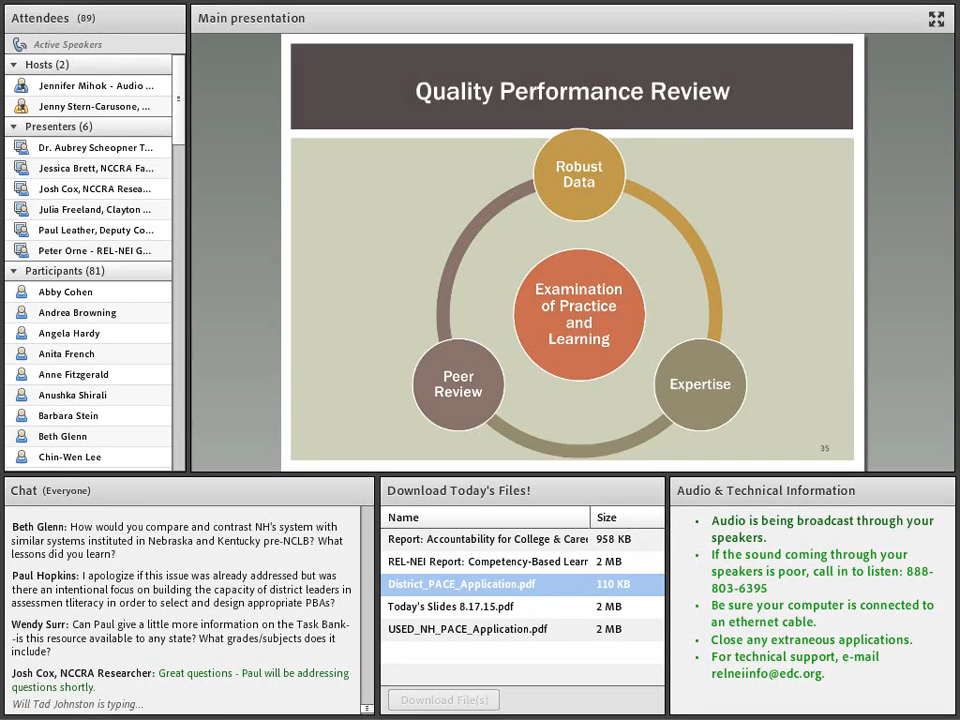 Attendees (89)
Active Speakers
Hosts (2)
Jennifer Mihok - Audio ...
Jenny Stern-Carusone, ...
Presenters (6)
Dr. Aubrey Scheopner T...
Jessica Brett, NCCRA Fa...
Josh Cox, NCCRA Resea...
Julia Freeland, Clayton ...
Paul Leather, Deputy Co...
Peter Orne - REL-NEI G...
Participants (81)
Abby Cohen
Andrea Browning
Angela Hardy
Anita French
Anne Fitzgerald
Anushka Shirali
Barbara Stein
Beth Glenn
Chin-Wen Lee
Main presentation
Quality Performance Review
Robust
Data
Examination
of Practice
and
Learning
Peer
Review
Expertise
35
Chat (Everyone)
Beth Glenn: How would you compare and contrast NH's system with
similar systems instituted in Nebraska and Kentucky pre-NCLB? What
lessons did you learn?
Paul Hopkins: I apologize if this issue was already addressed but was
there an intentional focus on building the capacity of district leaders in
assessmen tliteracy in order to select and design appropriate PBAs?
Wendy Surr: Can Paul give a little more information on the Task Bank-
-is this resource available to any state? What grades/subjects does it
include?
Josh Cox, NCCRA Researcher: Great questions - Paul will be addressing
questions shortly.
Will Tad Johnston is typing...
Download Today's Files!
Name Size
Report: Accountability for College & Caree 958 KB
REL-NEI Report: Competency-Based Learr 2 MB
District_PACE_Application.pdf 110 KB
Today's Slides 8.17.15.pdf 2 MB
USED_NH_PACE_Application.pdf 2 MB
Download File(s)
Audio & Technical Information
• Audio is being broadcast through your
speakers.
• If the sound coming through your
speakers is poor, call in to listen: 888-
803-6395
• Be sure your computer is connected to
an ethernet cable.
• Close any extraneous applications.
• For technical support, e-mail
relneiinfo@edc.org.